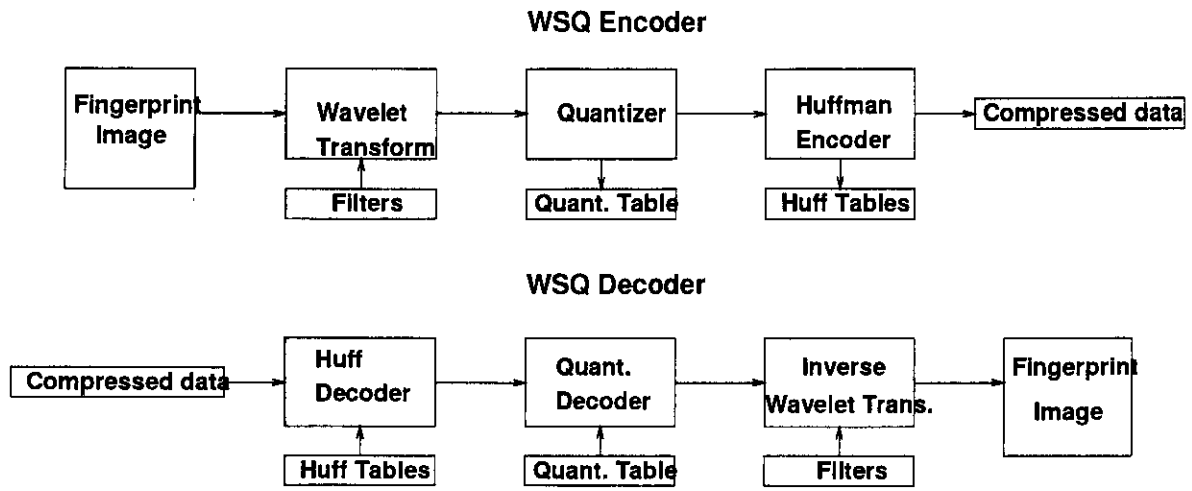 WSQ Encoder
Fingerprint
Image
Wavelet
Transform
Quantizer
Huffman
Encoder
Compressed data
Filters
Quant. Table
Huff Tables
WSQ Decoder
Compressed data
Huff
Decoder
Quant.
Decoder
Inverse
Wavelet Trans.
Fingerprint
Image
Huff Tables
Quant. Table
Filters